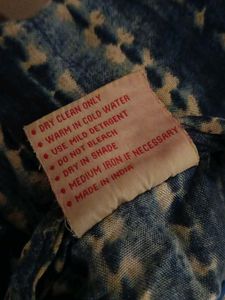 • DRY CLEAN ONLY
• WARM IN COLD WATER
• USE MILD DETERGENT
• DO NOT BLEACH
• DRY IN SHADE
• MEDIUM IRON IF NECESSARY
• MADE IN INDIA